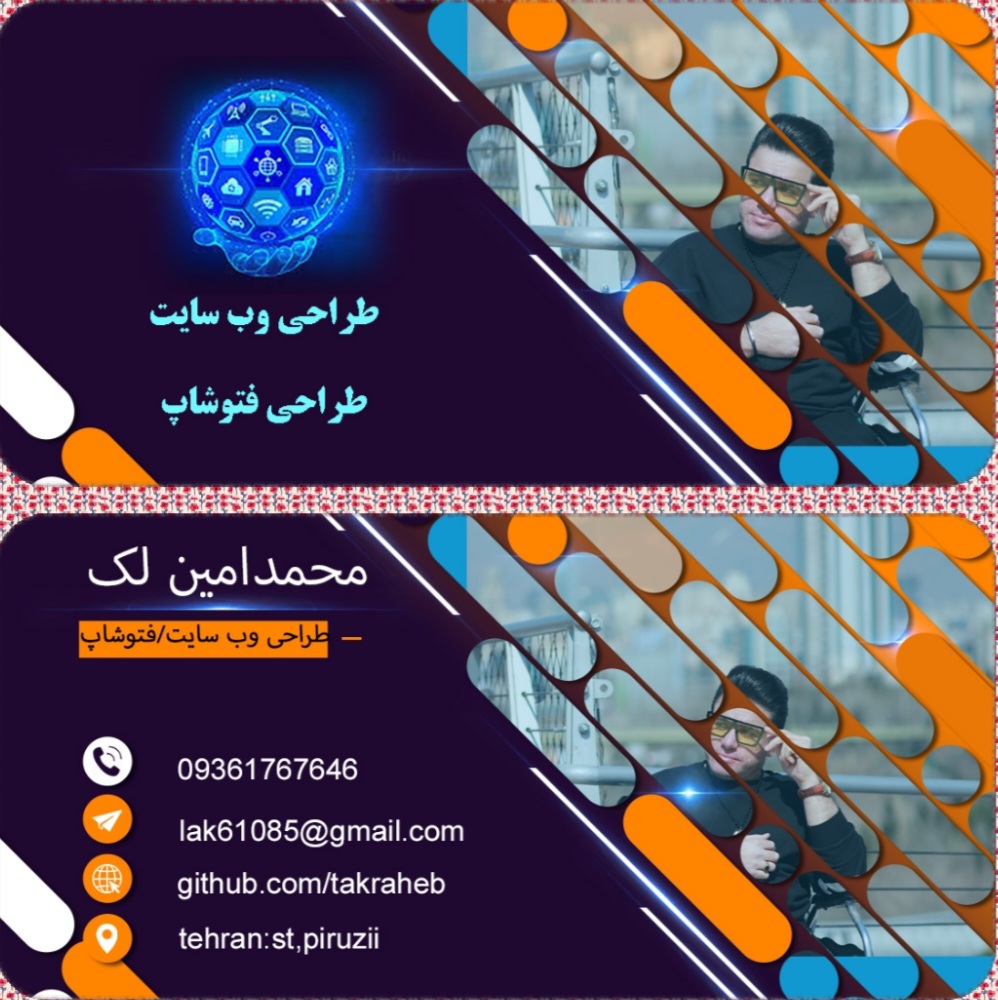 طراحی وب سایت
طراحی فتوشاپ
محمدامین لک
طراحی وب سایت/فتوشاپ
09361767646
lak61085@gmail.com
github.com/takraheb
tehran:st,piruzii